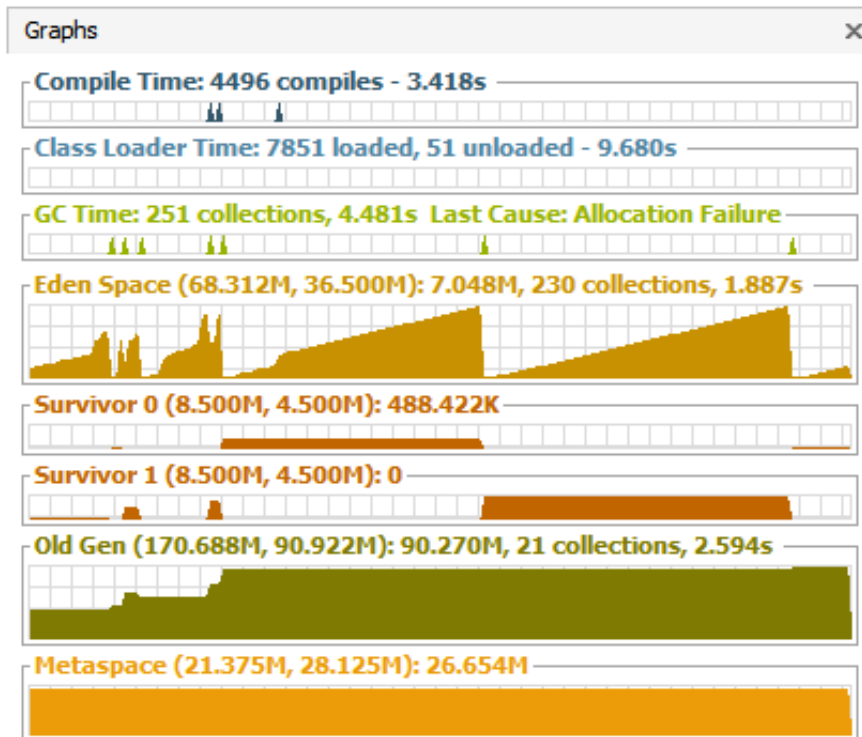 Graphs
Compile Time: 4496 compiles - 3.418s
Class Loader Time: 7851 loaded, 51 unloaded - 9.680s
GC Time: 251 collections, 4.481s Last Cause: Allocation Failure
Eden Space (68.312M, 36.500M): 7.048M, 230 collections, 1.887s
Survivor 0 (8.500M, 4.500M): 488.422K
Survivor 1 (8.500M, 4.500M): 0
Old Gen (170.688M, 90.922M): 90.270M, 21 collections, 2.594s
Metaspace (21.375M, 28.125M): 26.654M